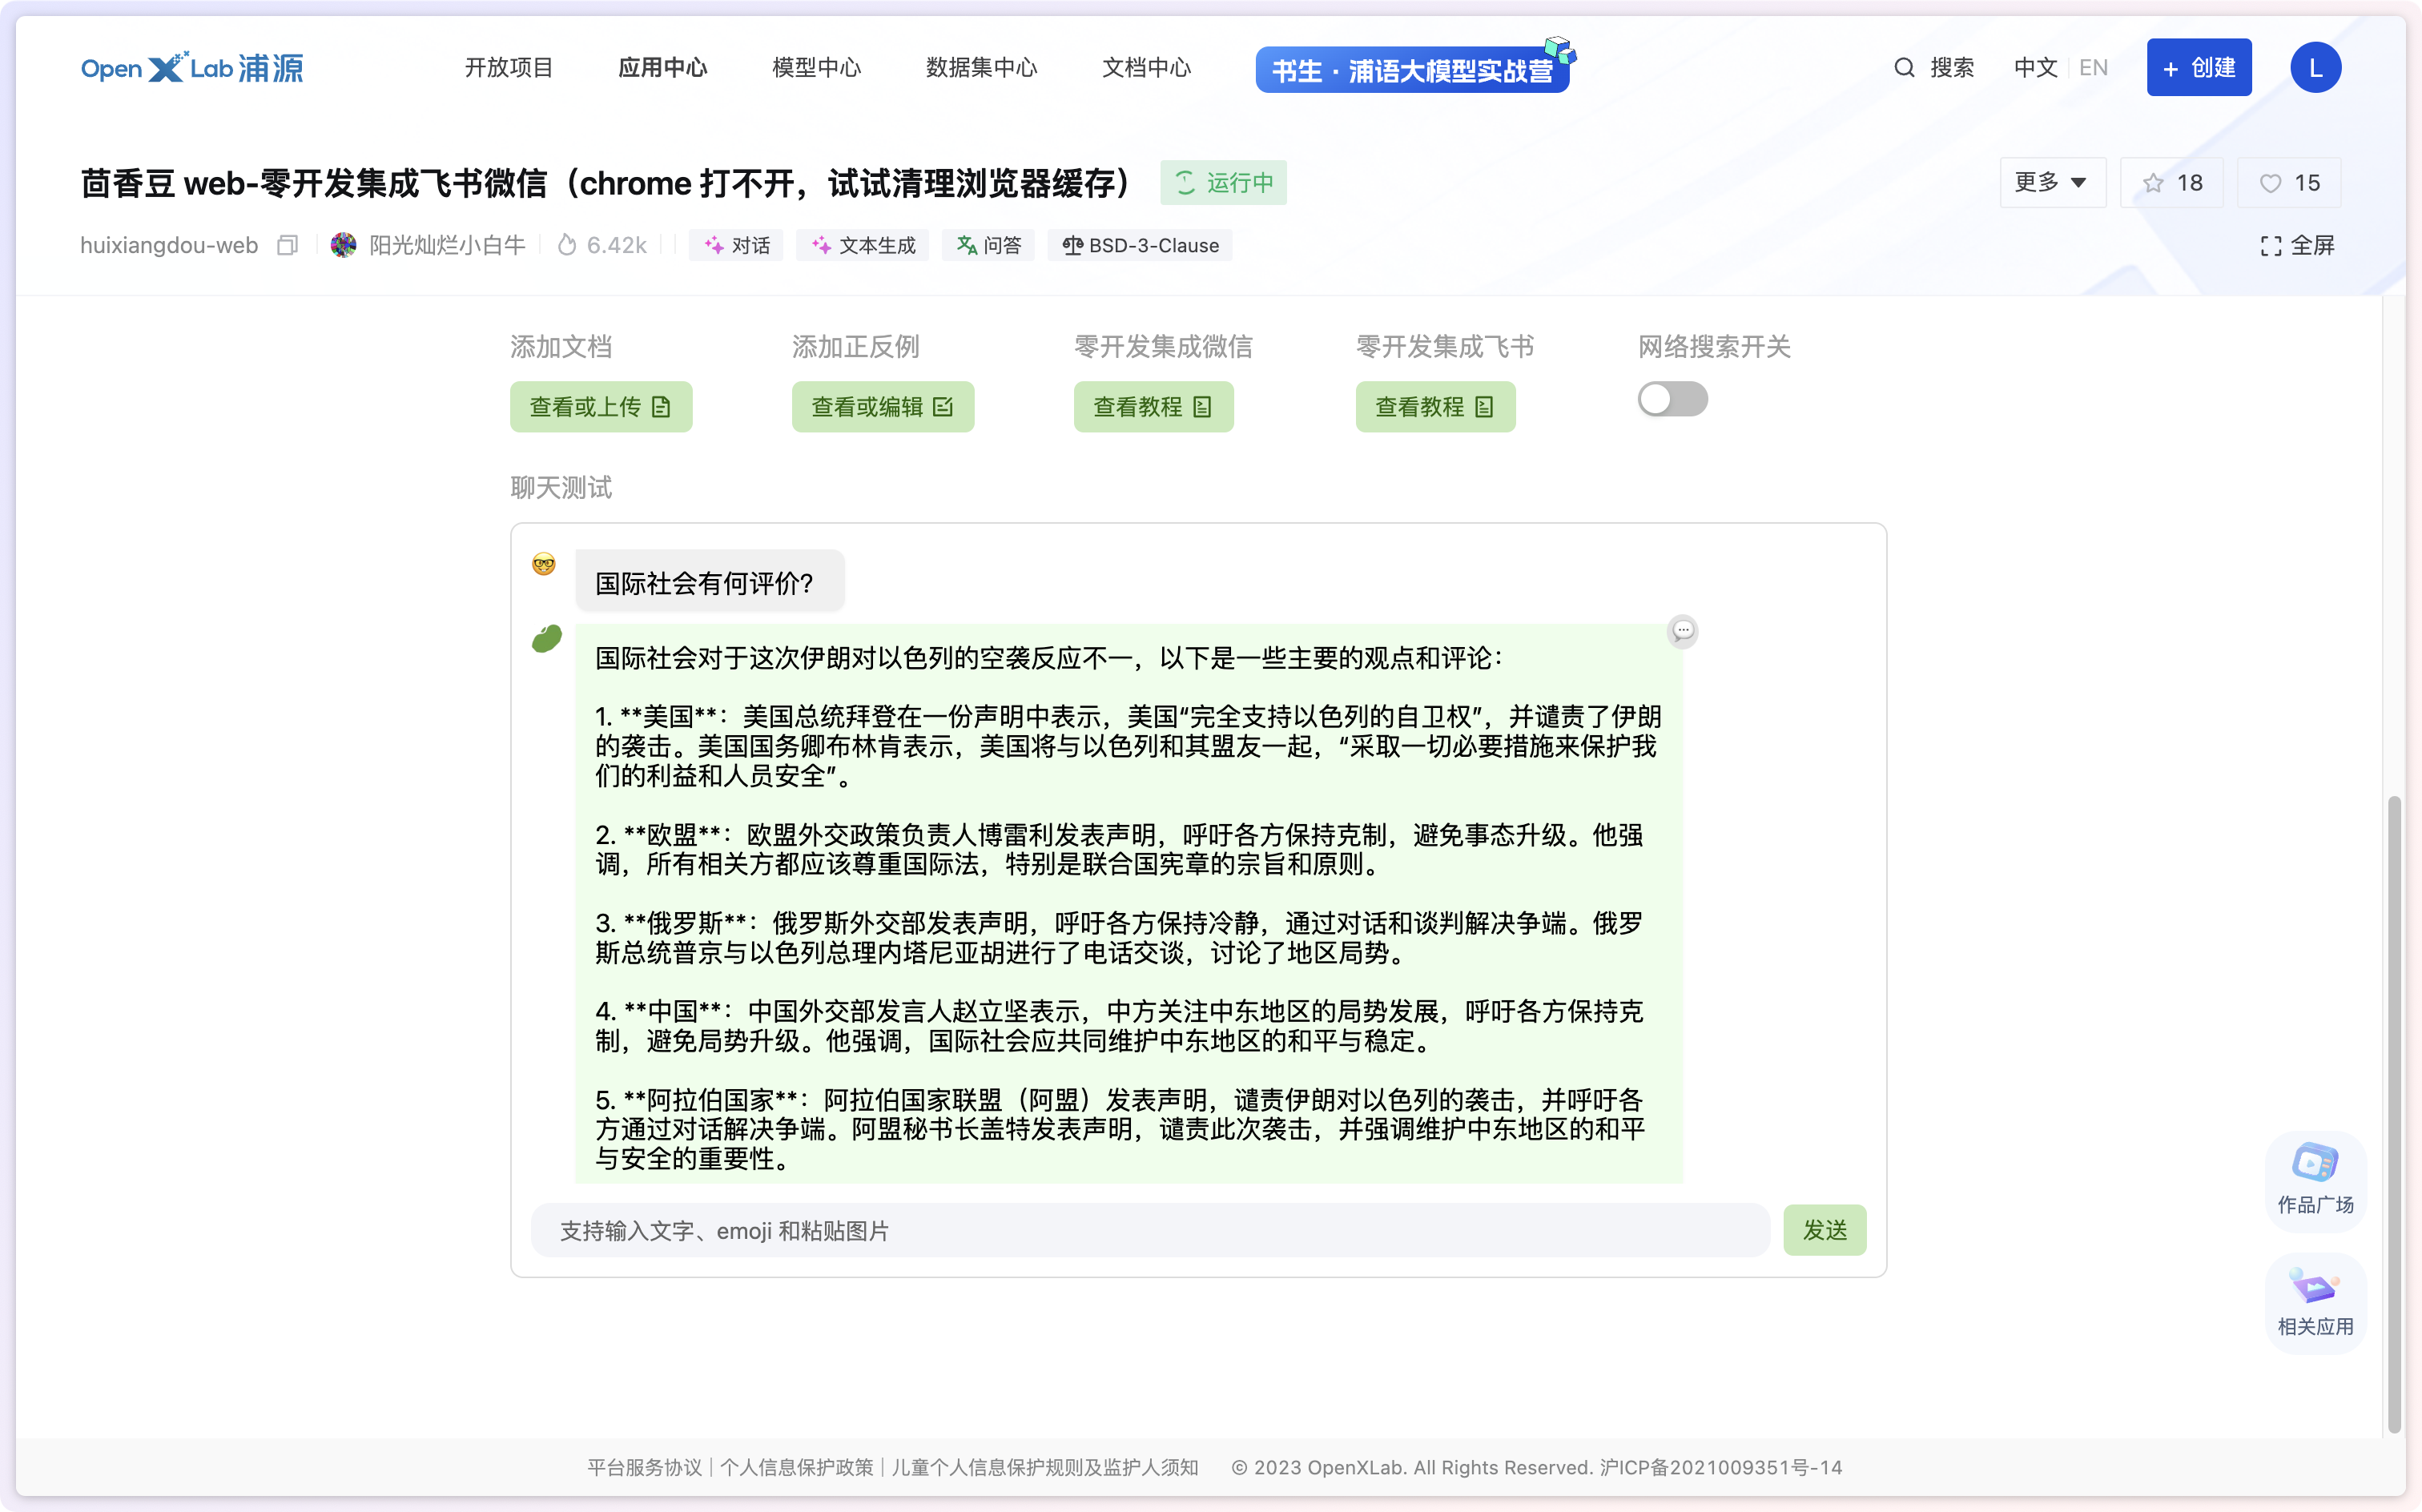 OpenXLab浦源
开放项目
应用中心
模型中心
数据集中心
文档中心
书生·浦语大模型实战营
搜索
中文 EN
+ 创建
L
茴香豆 web-零开发集成飞书微信（chrome 打不开，试试清理浏览器缓存）
运行中
更多
18
15
huixiangdou-web
阳光灿烂小白牛
6.42k
对话
文本生成
问答
BSD-3-Clause
全屏
添加文档
添加正反例
零开发集成微信
零开发集成飞书
网络搜索开关
查看或上传
查看或编辑
查看教程
查看教程
聊天测试
国际社会有何评价?
国际社会对于这次伊朗对以色列的空袭反应不一，以下是一些主要的观点和评论：
1. **美国**：美国总统拜登在一份声明中表示，美国“完全支持以色列的自卫权”，并谴责了伊朗
的袭击。美国国务卿布林肯表示，美国将与以色列和其盟友一起，“采取一切必要措施来保护我
们的利益和人员安全”。
2. **欧盟**：欧盟外交政策负责人博雷利发表声明，呼吁各方保持克制，避免事态升级。他强
调，所有相关方都应该尊重国际法，特别是联合国宪章的宗旨和原则。
3. **俄罗斯**：俄罗斯外交部发表声明，呼吁各方保持冷静，通过对话和谈判解决争端。俄罗
斯总统普京与以色列总理内塔尼亚胡进行了电话交谈，讨论了地区局势。
4. **中国**：中国外交部发言人赵立坚表示，中方关注中东地区的局势发展，呼吁各方保持克
制，避免局势升级。他强调，国际社会应共同维护中东地区的和平与稳定。
5. **阿拉伯国家**：阿拉伯国家联盟（阿盟）发表声明，谴责伊朗对以色列的袭击，并呼吁各
方通过对话解决争端。阿盟秘书长盖特发表声明，谴责此次袭击，并强调维护中东地区的和平
与安全的重要性。
支持输入文字、emoji 和粘贴图片
发送
作品广场
相关应用
平台服务协议 | 个人信息保护政策 | 儿童个人信息保护规则及监护人须知 © 2023 OpenXLab. All Rights Reserved. 沪ICP备2021009351号-14